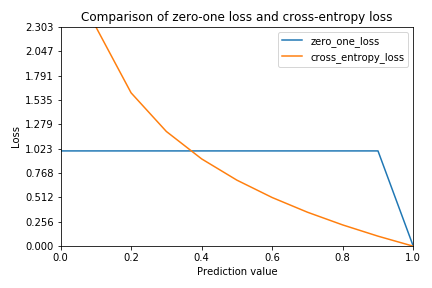 Comparison of zero-one loss and cross-entropy loss
zero_one_loss
cross_entropy_loss
2.303
2.047
1.791
1.535
1.279
1.023
0.768
0.512
0.256
0.000
Loss
0.0 0.2 0.4 0.6 0.8 1.0
Prediction value